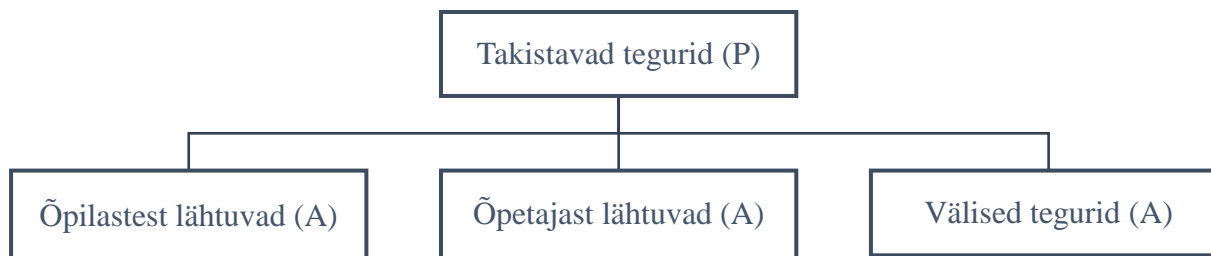 Takistavad tegurid (P)
Õpilastest lähtuvad (A)
Õpetajast lähtuvad (A)
Välised tegurid (A)